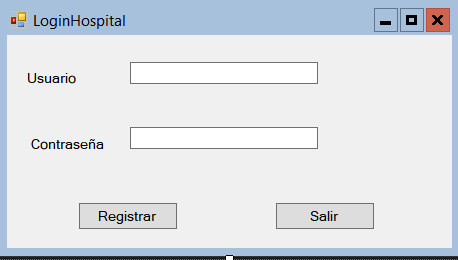 LoginHospital
Usuario
Contraseña
Registrar
Salir